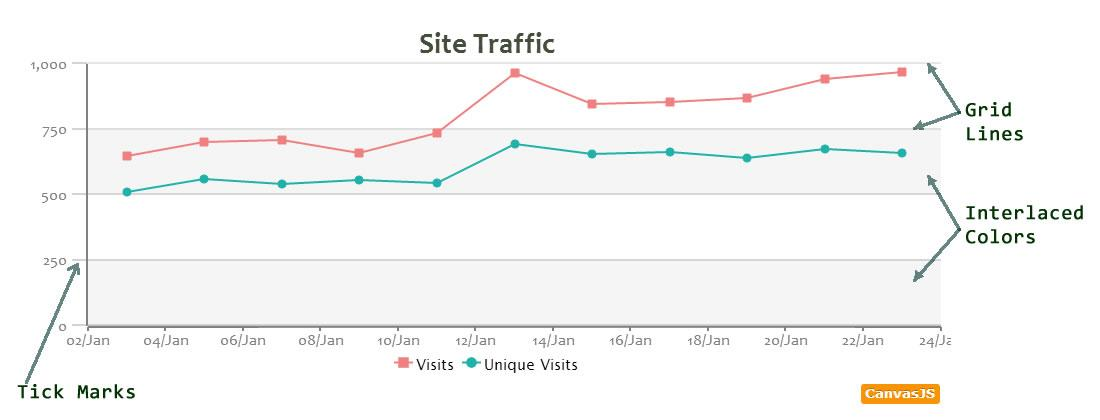 Site Traffic
1,000
750
500
250
0
02/Jan 04/Jan 06/Jan 08/Jan 10/Jan 12/Jan 14/Jan 16/Jan 18/Jan 20/Jan 22/Jan 24/Ja
Visits Unique Visits
Grid
Lines
Interlaced
Colors
Tick Marks
CanvasJS